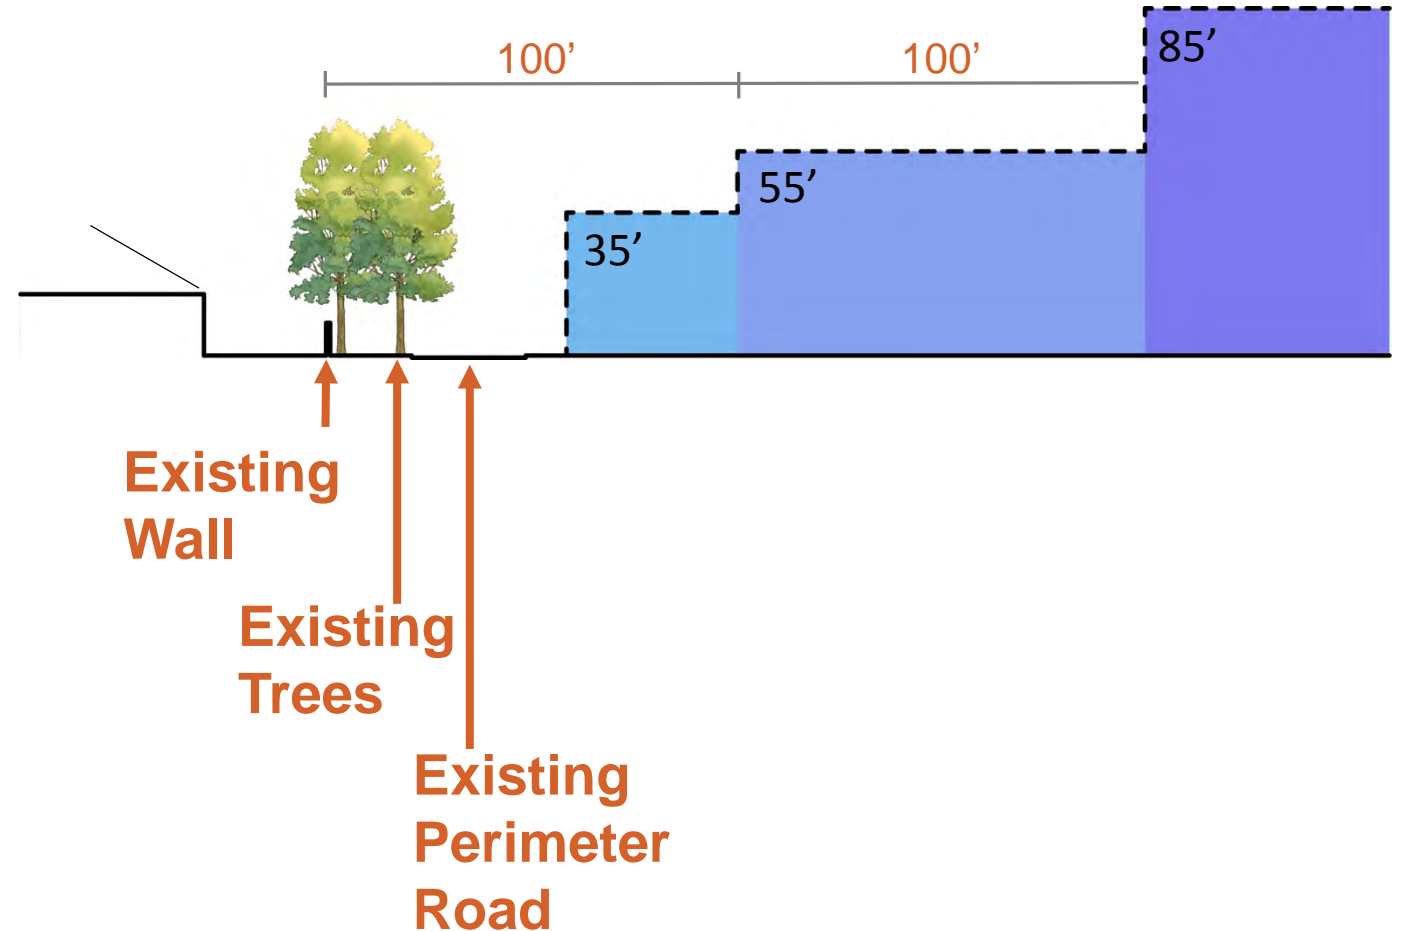 100’
100’
85’
55’
35’
Existing
Wall
Existing
Trees
Existing
Perimeter
Road